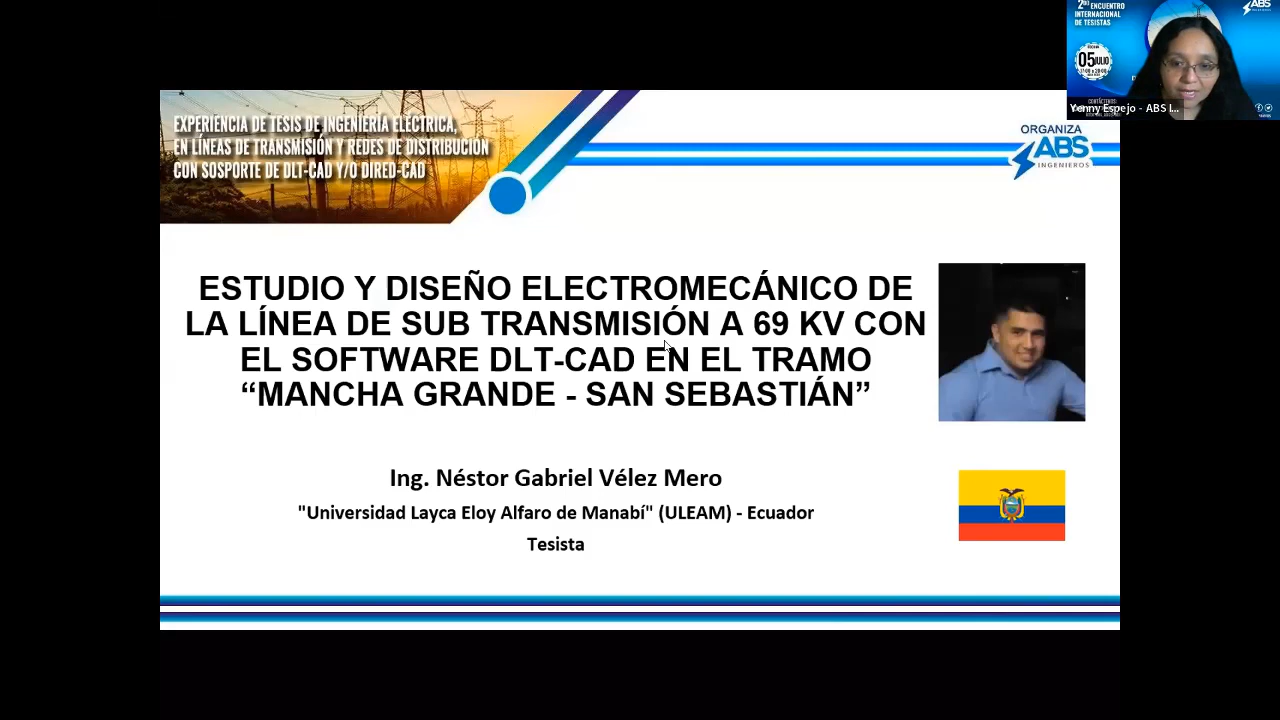 2DO ENCUENTRO
INTERNACIONAL
DE TESISTAS
ABS
05 JULIO
Yenny Espejo - ABS I...
EXPERIENCIA DE TESIS DE INGENIERÍA ELÉCTRICA,
EN LÍNEAS DE TRANSMISIÓN Y REDES DE DISTRIBUCIÓN
CON SOSPORTE DE DLT-CAD Y/O DIRED-CAD
ORGANIZA
ABS
INGENIEROS
ESTUDIO Y DISEÑO ELECTROMECÁNICO DE
LA LÍNEA DE SUB TRANSMISIÓN A 69 KV CON
EL SOFTWARE DLT-CAD EN EL TRAMO
“MANCHA GRANDE - SAN SEBASTIÁN”
Ing. Néstor Gabriel Vélez Mero
"Universidad Layca Eloy Alfaro de Manabí" (ULEAM) - Ecuador
Tesista